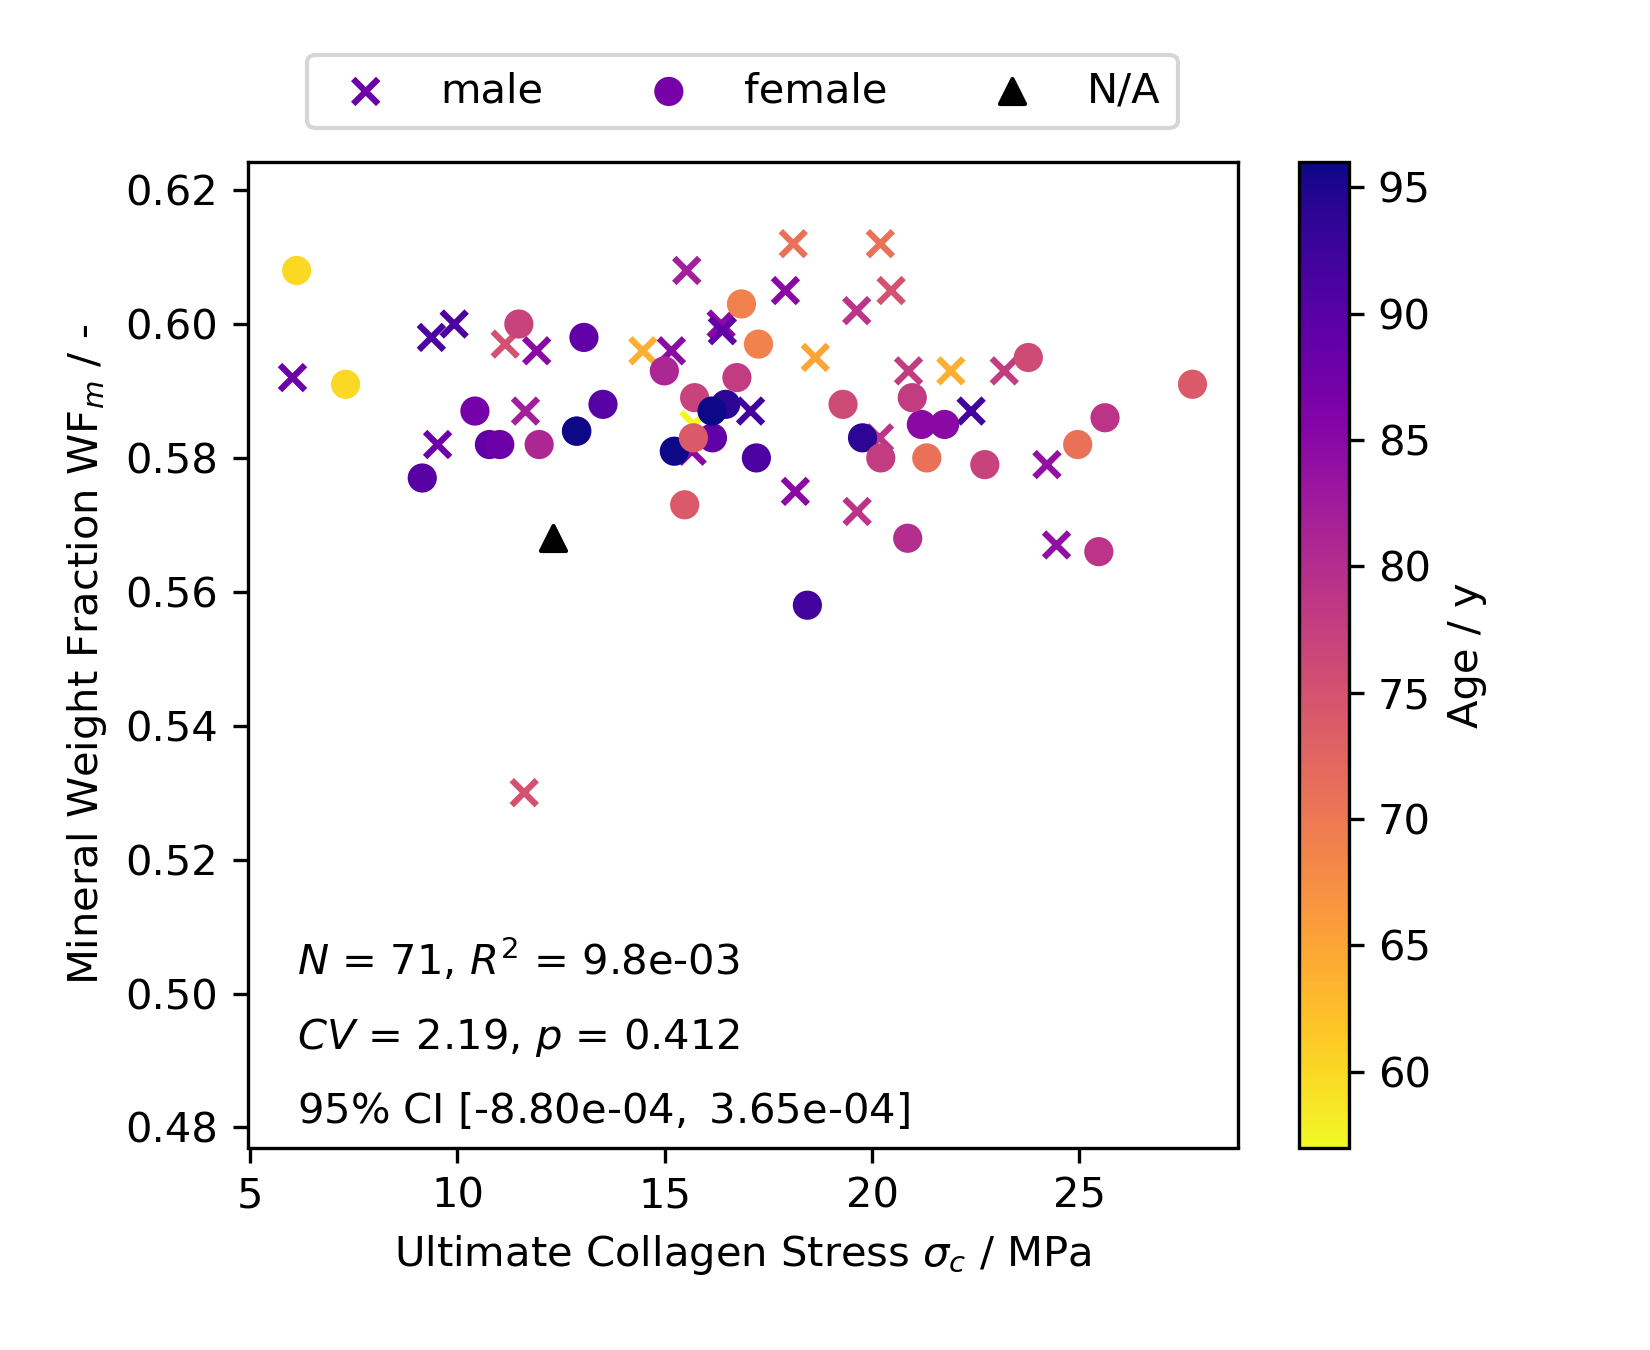 male female N/A
0.62
0.60
0.58
0.56
0.54
0.52
0.50
0.48
Mineral Weight Fraction WF_m / -
N = 71, R² = 9.8e-03
CV = 2.19, p = 0.412
95% CI [-8.80e-04, 3.65e-04]
5 10 15 20 25
Ultimate Collagen Stress σ_c / MPa
95
90
85
80
75
70
65
60
Age / y